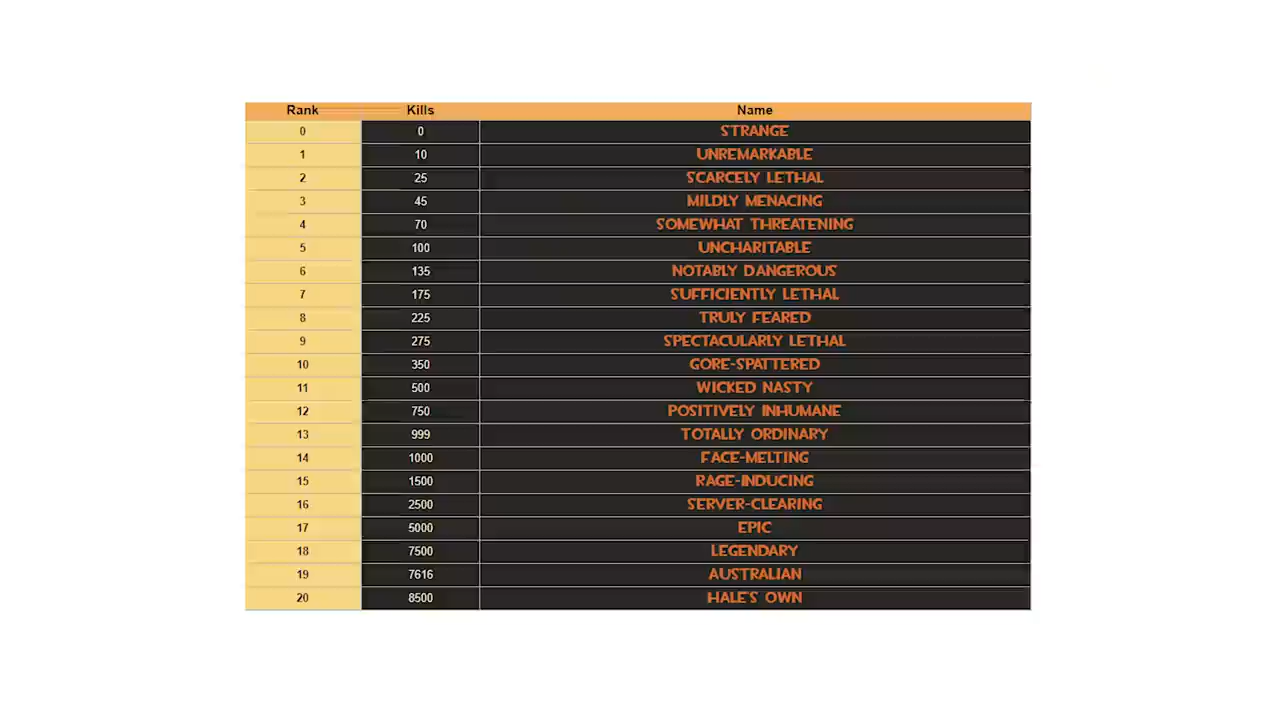 Rank Kills Name
0 0 STRANGE
1 10 UNREMARKABLE
2 25 SCARCELY LETHAL
3 45 MILDLY MENACING
4 70 SOMEWHAT THREATENING
5 100 UNCHARITABLE
6 135 NOTABLY DANGEROUS
7 175 SUFFICIENTLY LETHAL
8 225 TRULY FEARED
9 275 SPECTACULARLY LETHAL
10 350 GORE-SPATTERED
11 500 WICKED NASTY
12 750 POSITIVELY INHUMANE
13 999 TOTALLY ORDINARY
14 1000 FACE-MELTING
15 1500 RAGE-INDUCING
16 2500 SERVER-CLEARING
17 5000 EPIC
18 7500 LEGENDARY
19 7616 AUSTRALIAN
20 8500 HALE'S OWN